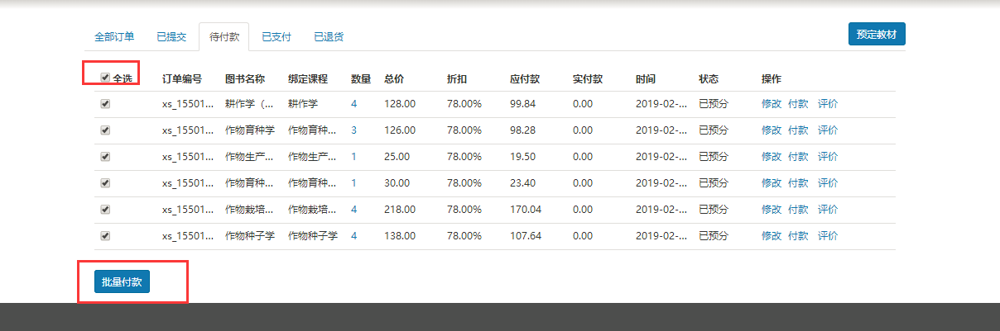 全部订单 已提交 待付款 已支付 已退货 预定教材
全选 订单编号 图书名称 绑定课程 数量 总价 折扣 应付款 实付款 时间 状态 操作
xs_15501... 耕作学（... 耕作学 4 128.00 78.00% 99.84 0.00 2019-02-... 已预分 修改 付款 评价
xs_15501... 作物育种学 作物育种... 3 126.00 78.00% 98.28 0.00 2019-02-... 已预分 修改 付款 评价
xs_15501... 作物生产... 作物生产... 1 25.00 78.00% 19.50 0.00 2019-02-... 已预分 修改 付款 评价
xs_15501... 作物育种... 作物育种... 1 30.00 78.00% 23.40 0.00 2019-02-... 已预分 修改 付款 评价
xs_15501... 作物栽培... 作物栽培... 4 218.00 78.00% 170.04 0.00 2019-02-... 已预分 修改 付款 评价
xs_15501... 作物种子学 作物种子学 4 138.00 78.00% 107.64 0.00 2019-02-... 已预分 修改 付款 评价
批量付款